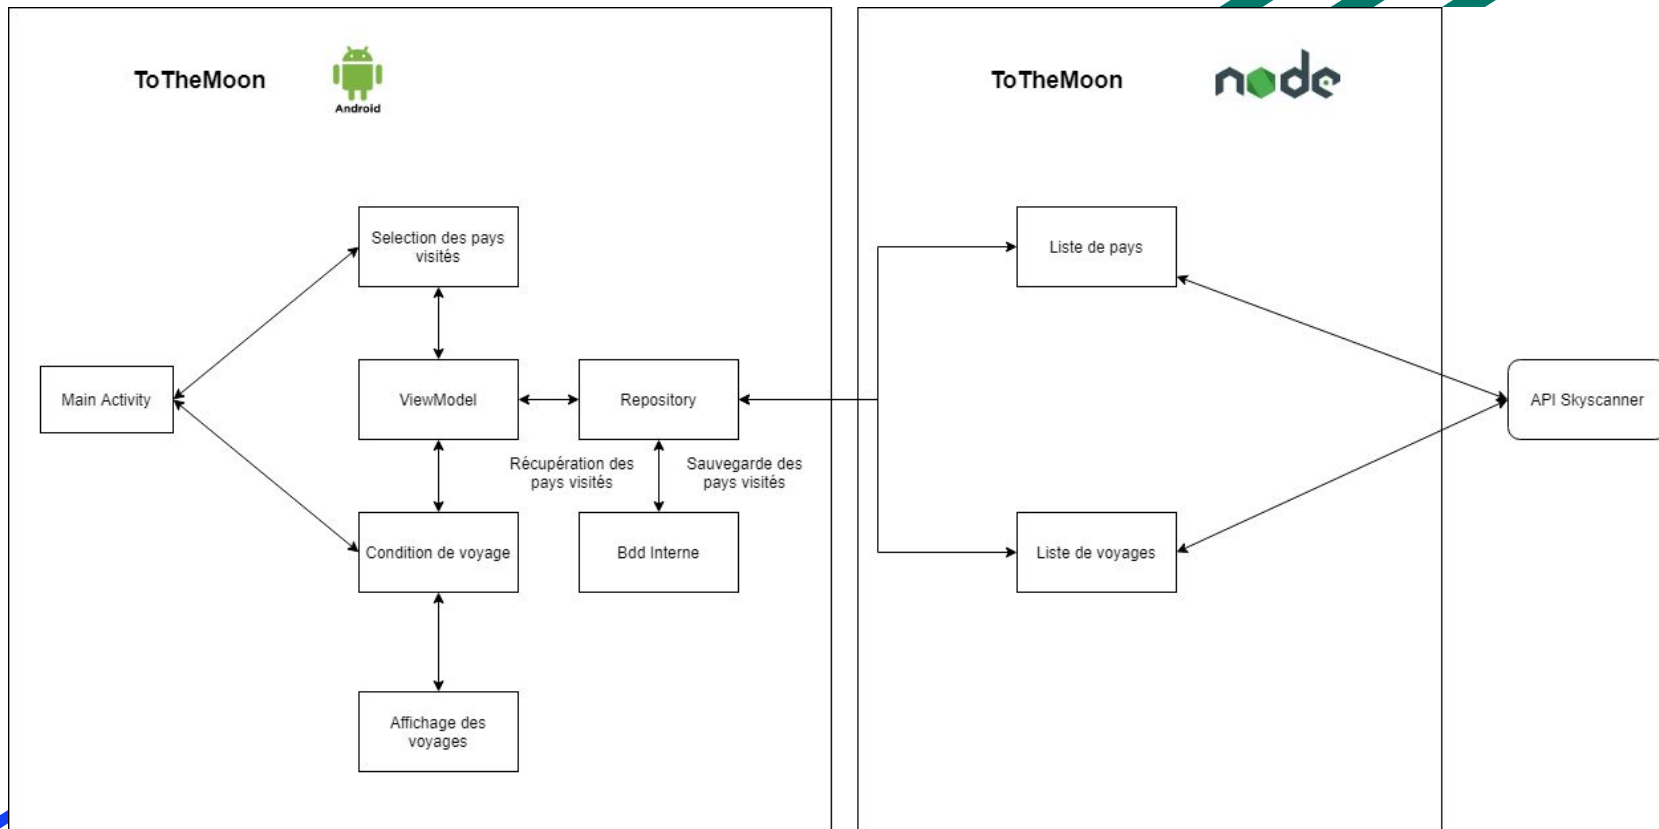 ToTheMoon
Android
ToTheMoon
node
Selection des pays
visités
Liste de pays
Main Activity
ViewModel
Repository
API Skyscanner
Récupération des
pays visités
Sauvegarde des
pays visités
Condition de voyage
Bdd Interne
Liste de voyages
Affichage des
voyages